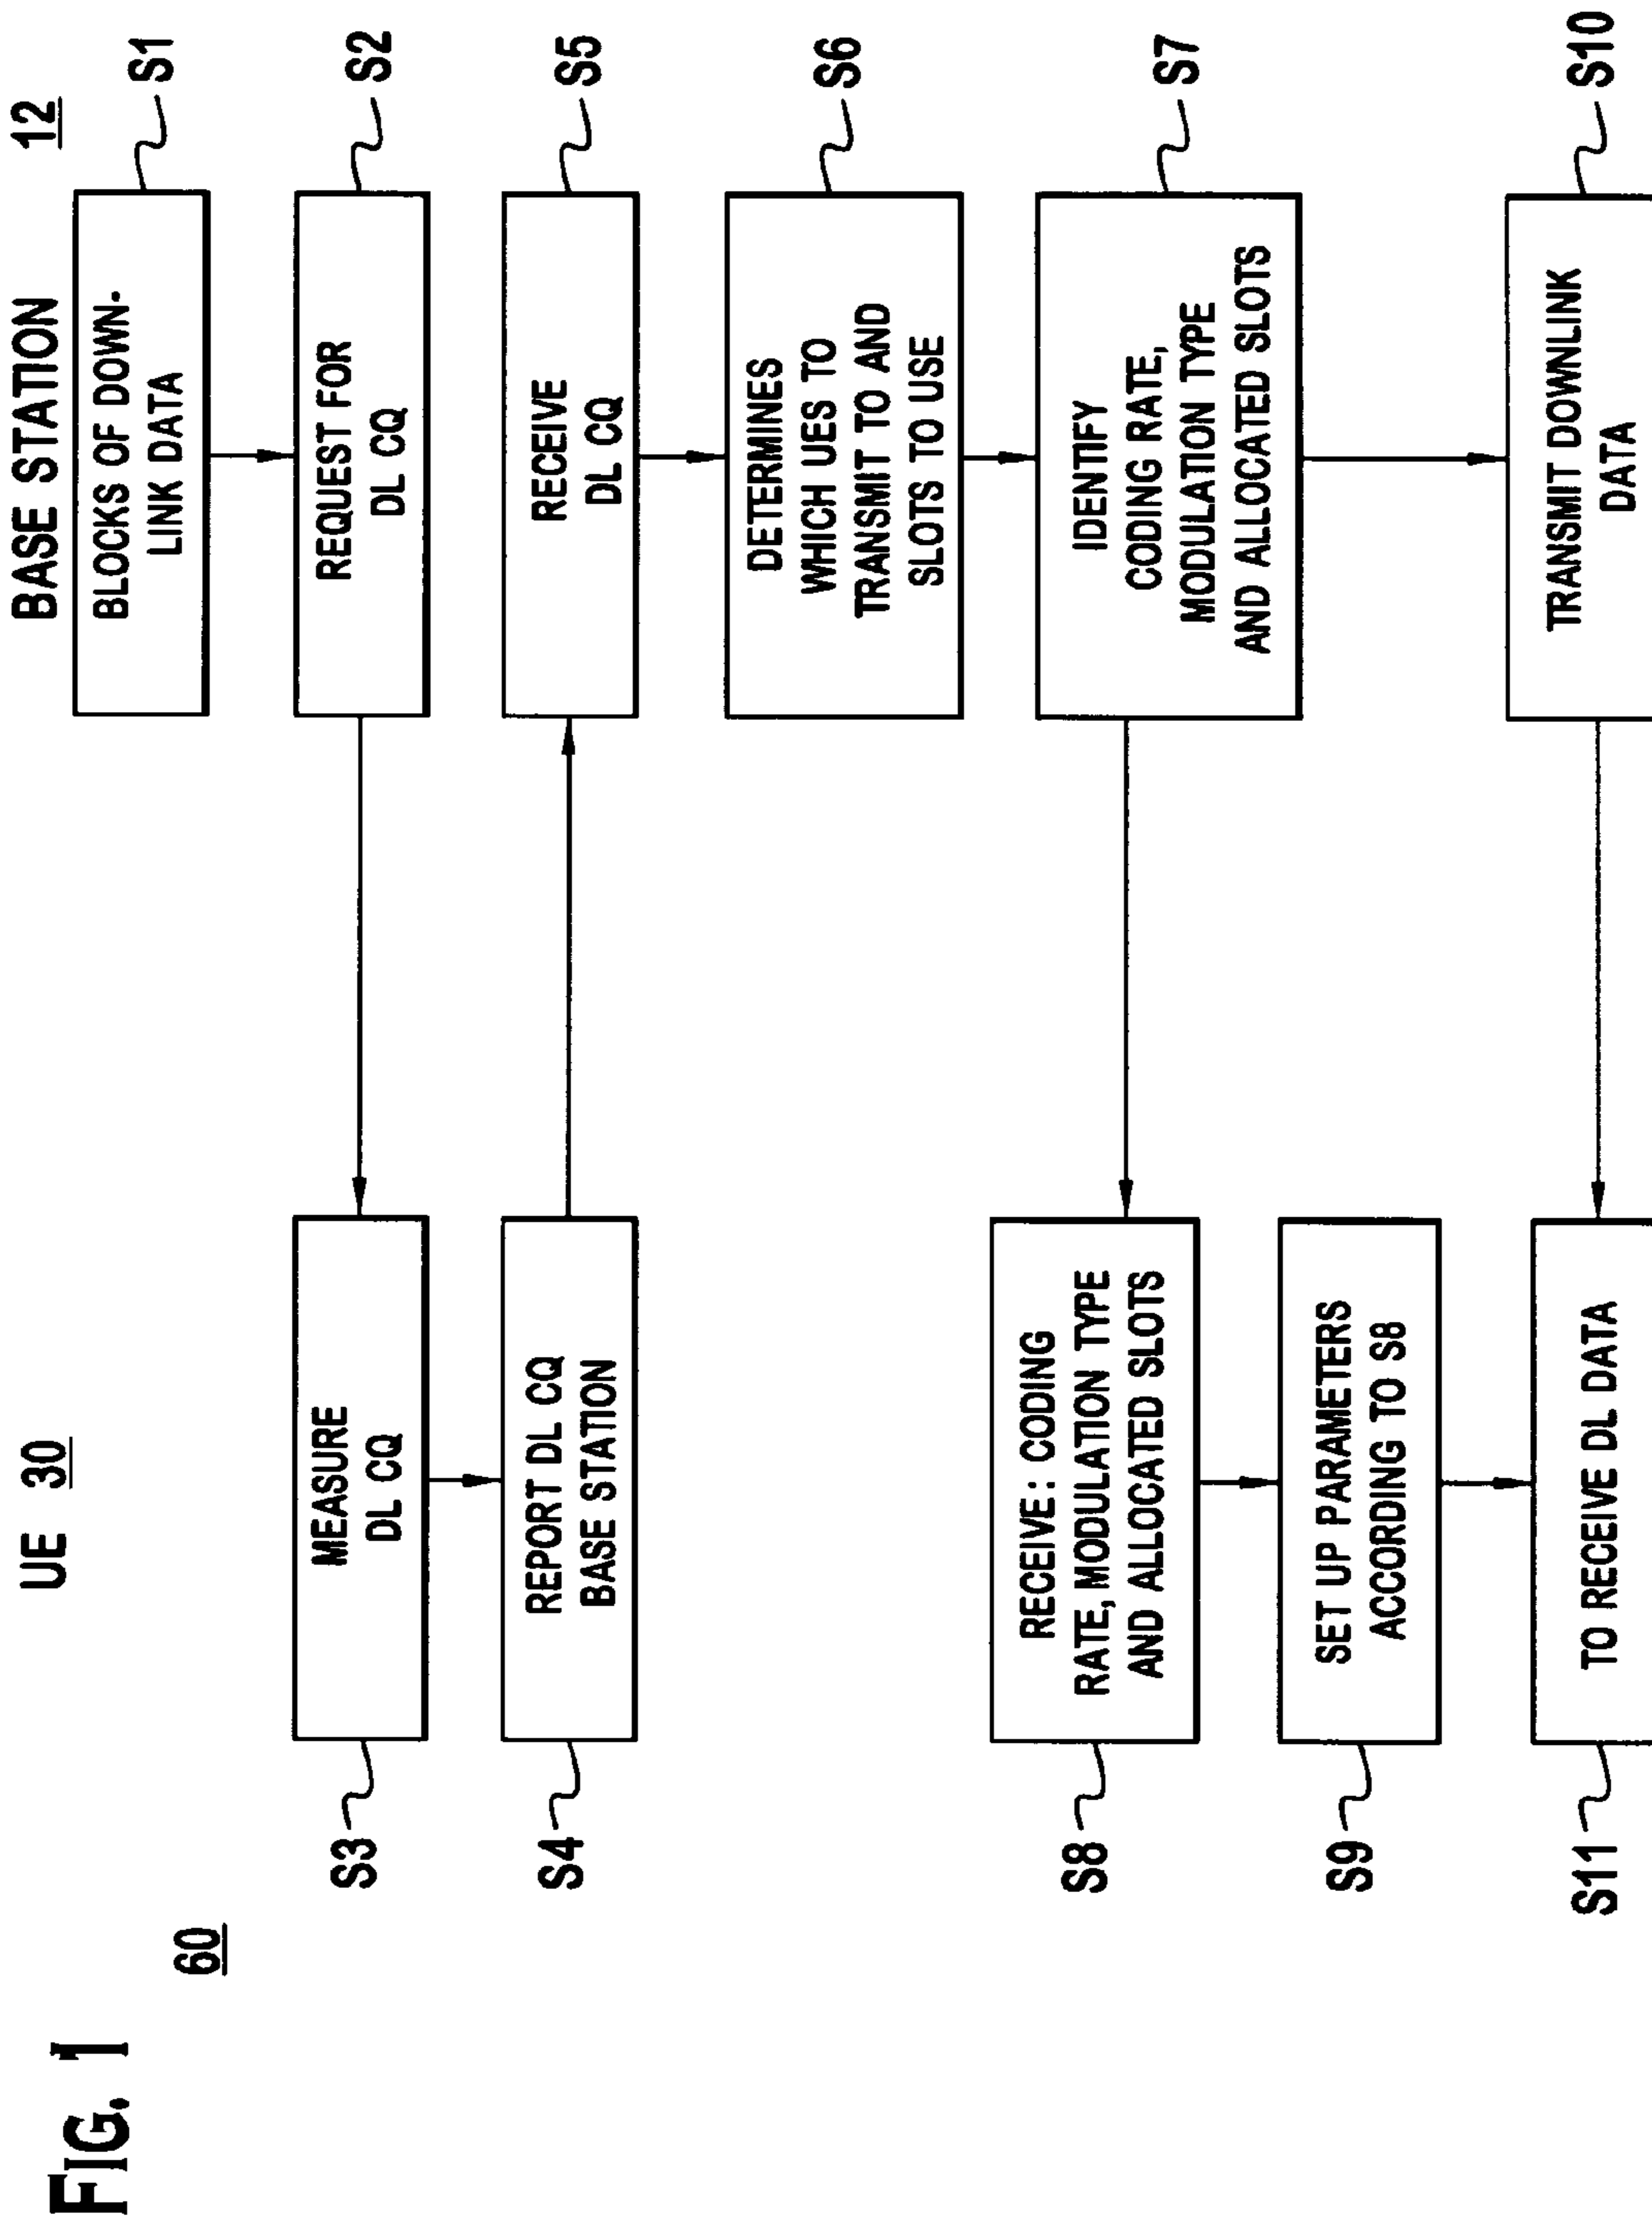 FIG. 1
60
UE 30
BASE STATION 12
BLOCKS OF DOWN-
LINK DATA
S1
REQUEST FOR
DL CQ
S2
S3
MEASURE
DL CQ
S4
REPORT DL CQ
BASE STATION
RECEIVE
DL CQ
S5
DETERMINES
WHICH UES TO
TRANSMIT TO AND
SLOTS TO USE
S6
IDENTIFY
CODING RATE,
MODULATION TYPE
AND ALLOCATED SLOTS
S7
S8
RECEIVE: CODING
RATE, MODULATION TYPE
AND ALLOCATED SLOTS
S9
SET UP PARAMETERS
ACCORDING TO S8
TRANSMIT DOWNLINK
DATA
S10
S11
TO RECEIVE DL DATA